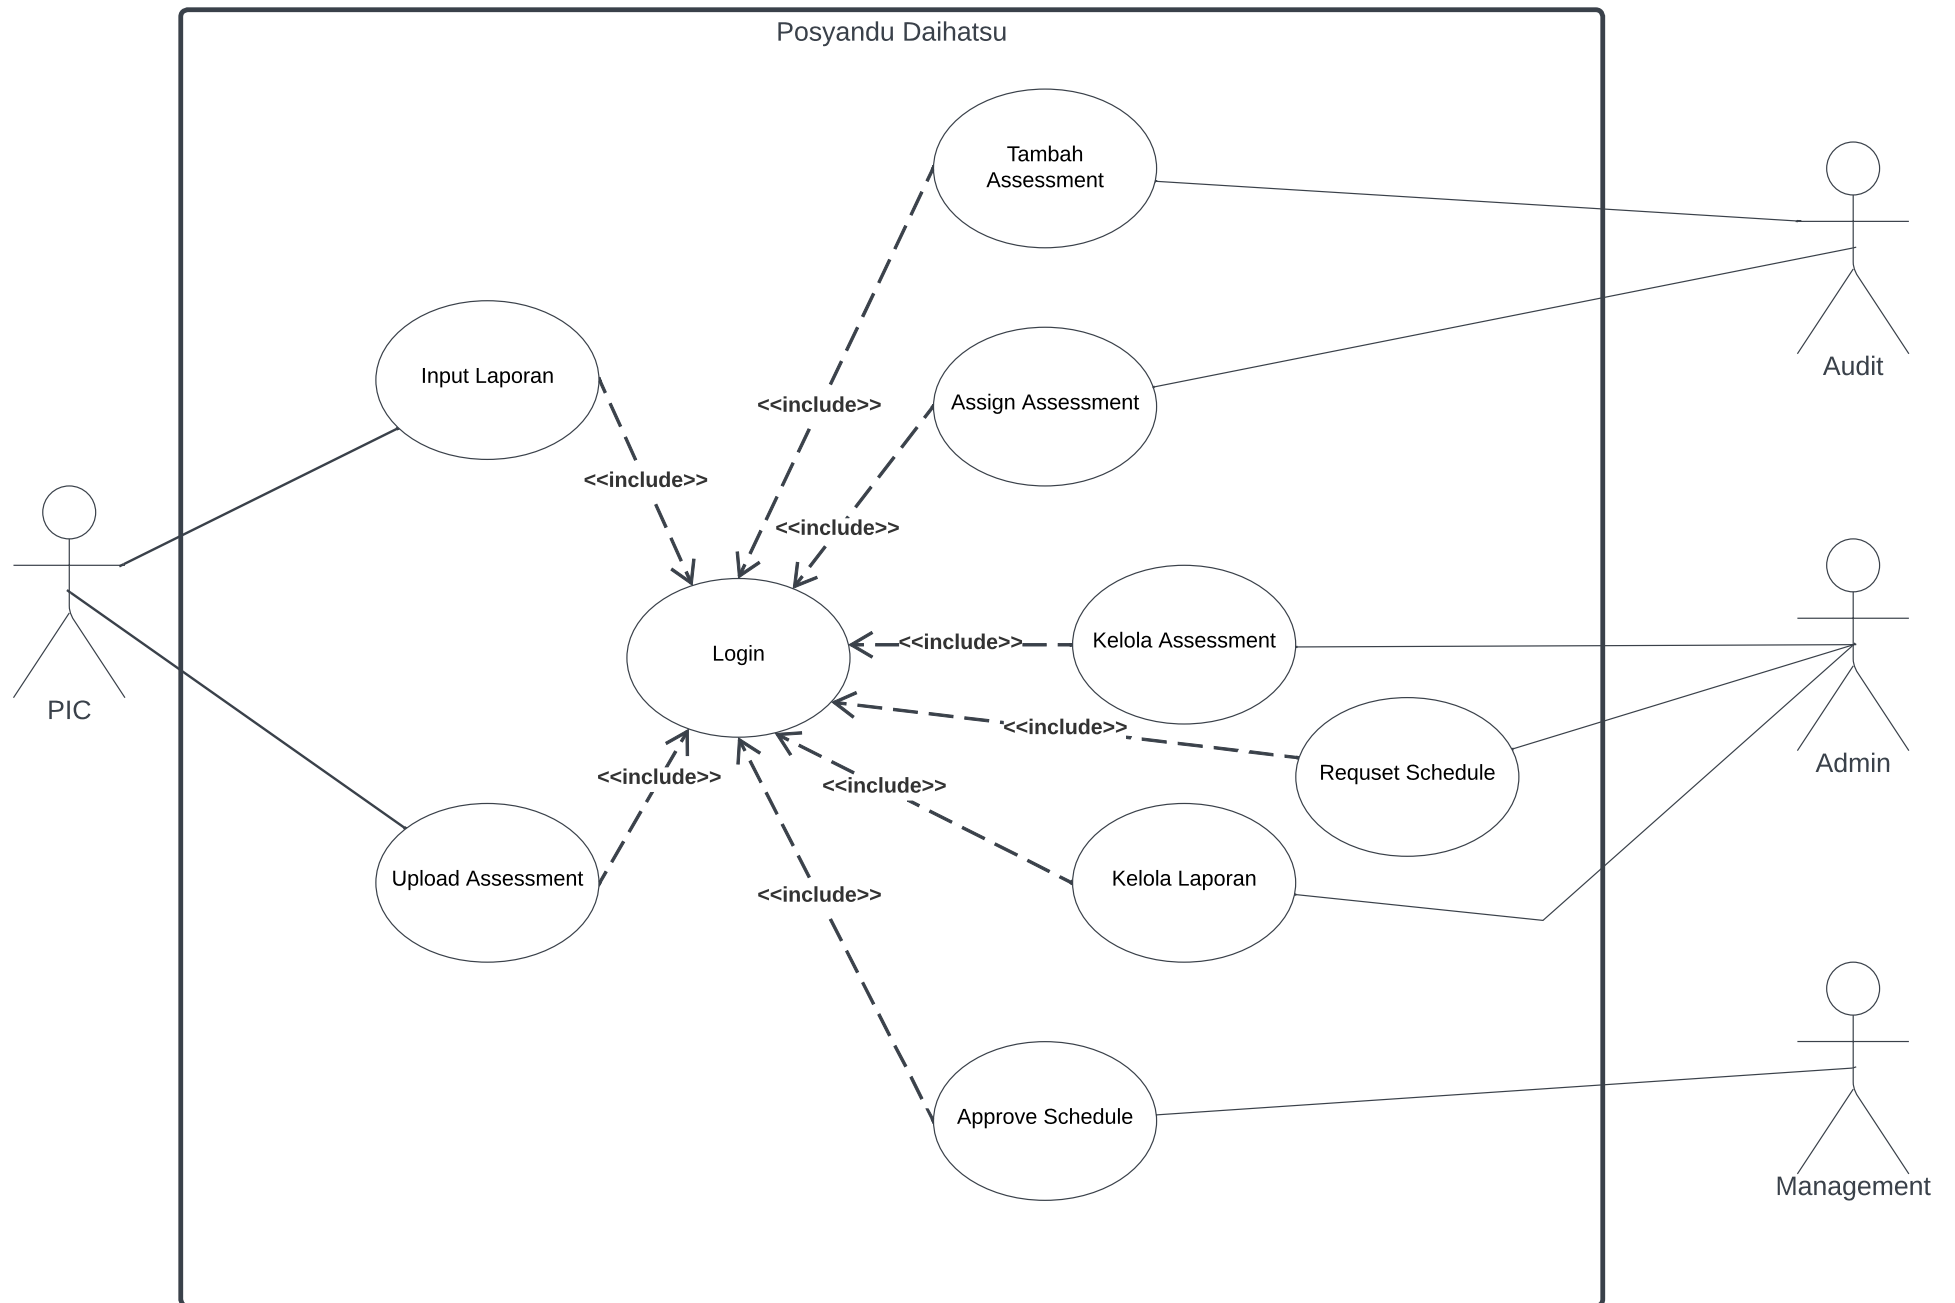 Posyandu Daihatsu
Tambah
Assessment
Audit
Input Laporan
Assign Assessment
<<include>>
<<include>>
<<include>>
Login
<<include>>
Kelola Assessment
PIC
<<include>>
Admin
Requset Schedule
<<include>>
<<include>>
Upload Assessment
Kelola Laporan
<<include>>
Approve Schedule
Management